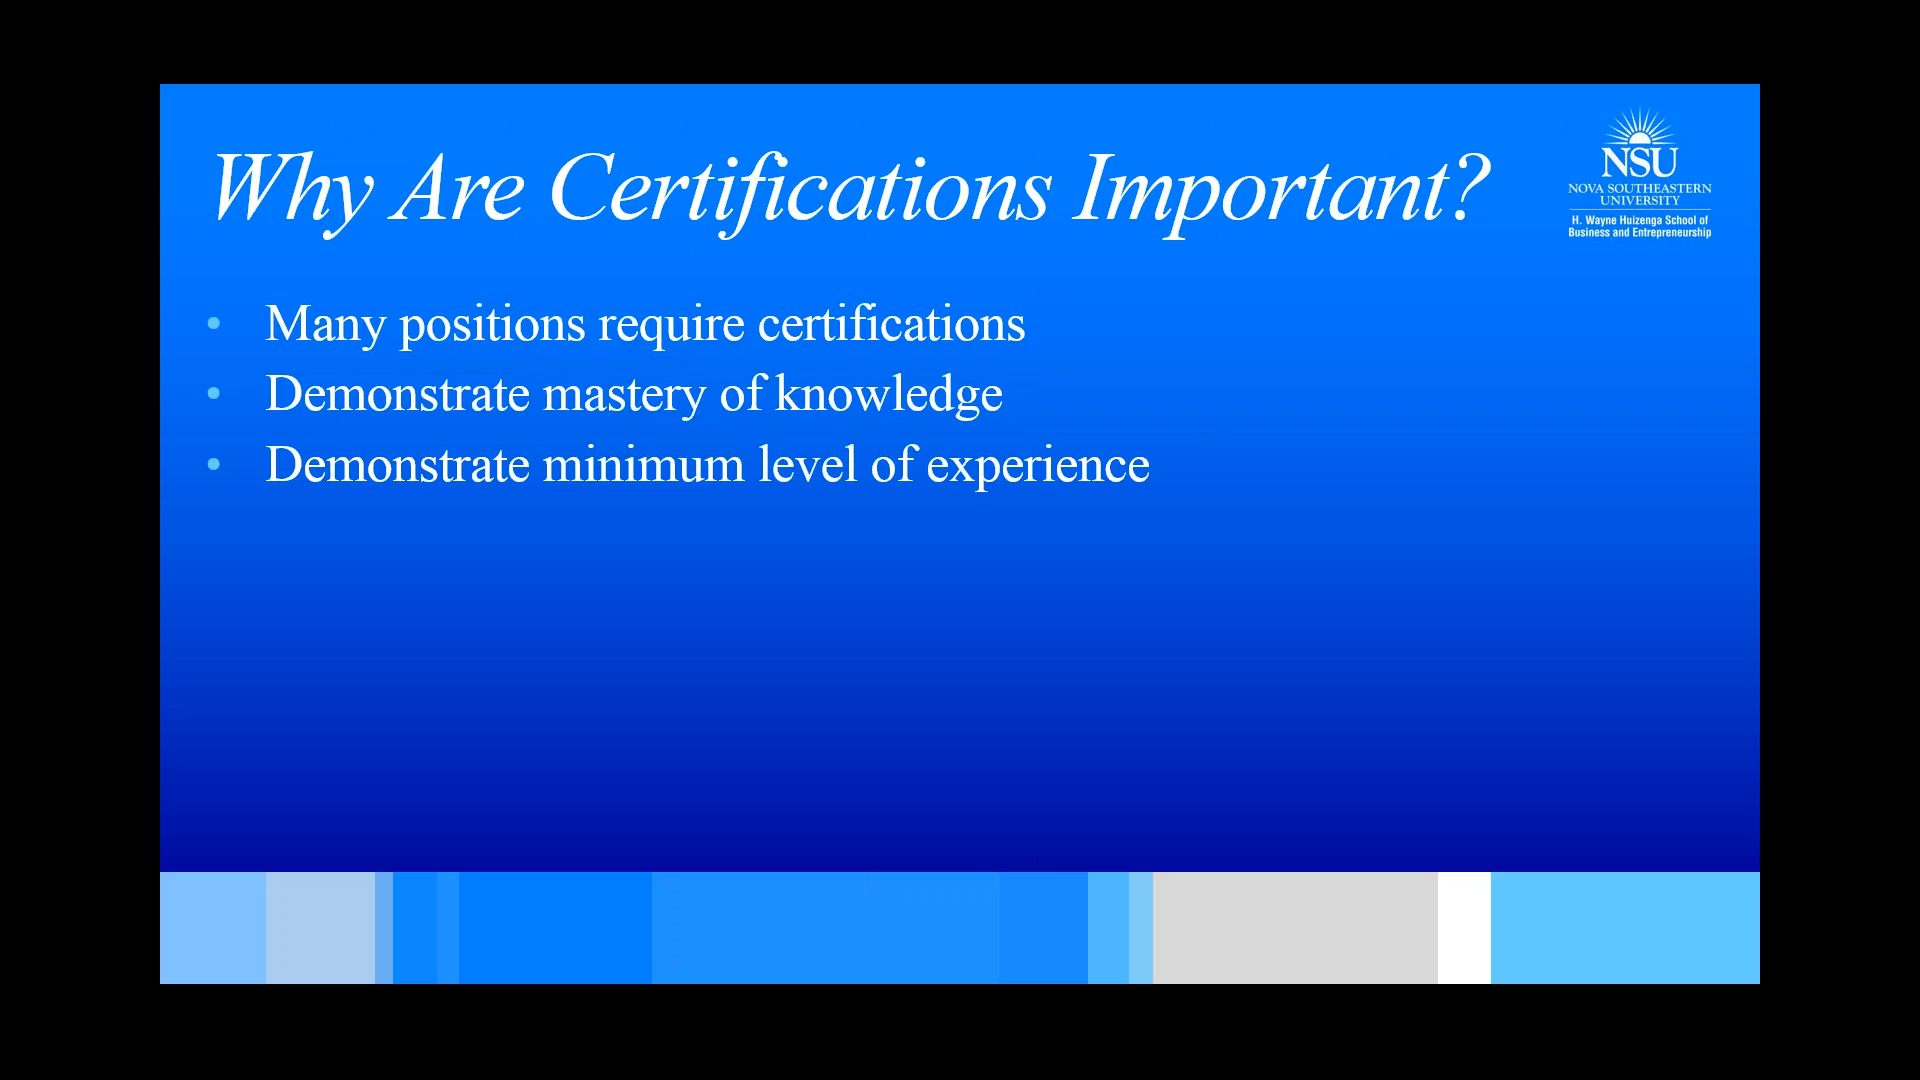 Why Are Certifications Important?
NSU
NOVA SOUTHEASTERN
UNIVERSITY
H. Wayne Huizenga School of
Business and Entrepreneurship
• Many positions require certifications
• Demonstrate mastery of knowledge
• Demonstrate minimum level of experience